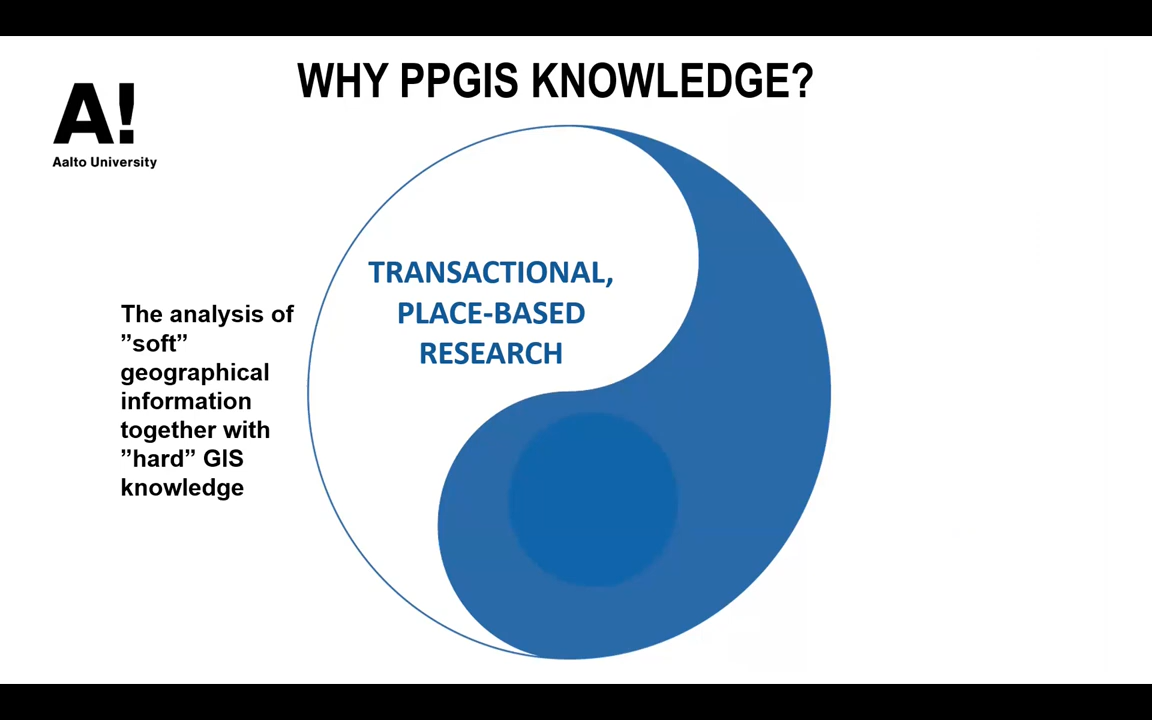 WHY PPGIS KNOWLEDGE?
A!
Aalto University
TRANSACTIONAL,
PLACE-BASED
RESEARCH
The analysis of
”soft”
geographical
information
together with
”hard” GIS
knowledge